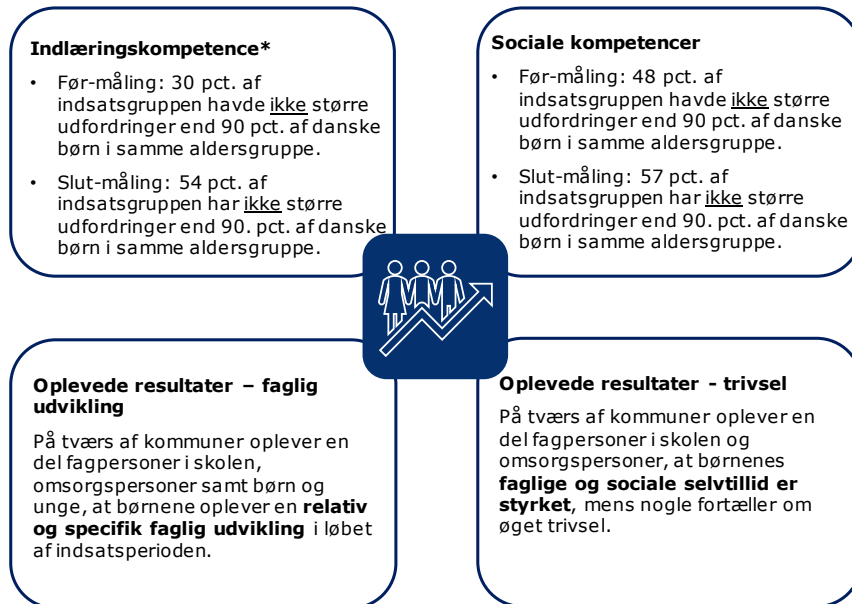 Indlæringskompetence*
• Før-måling: 30 pct. af
indsatsgruppen havde ikke større
udfordringer end 90 pct. af danske
børn i samme aldersgruppe.
• Slut-måling: 54 pct. af
indsatsgruppen har ikke større
udfordringer end 90. pct. af danske
børn i samme aldersgruppe.
Sociale kompetencer
• Før-måling: 48 pct. af
indsatsgruppen havde ikke større
udfordringer end 90 pct. af danske
børn i samme aldersgruppe.
• Slut-måling: 57 pct. af
indsatsgruppen har ikke større
udfordringer end 90. pct. af danske
børn i samme aldersgruppe.
Oplevede resultater – faglig
udvikling
På tværs af kommuner oplever en
del fagpersoner i skolen,
omsorgspersoner samt børn og
unge, at børnene oplever en relativ
og specifik faglig udvikling i løbet
af indsatsperioden.
Oplevede resultater - trivsel
På tværs af kommuner oplever en
del fagpersoner i skolen og
omsorgspersoner, at børnenes
faglige og sociale selvtillid er
styrket, mens nogle fortæller om
øget trivsel.